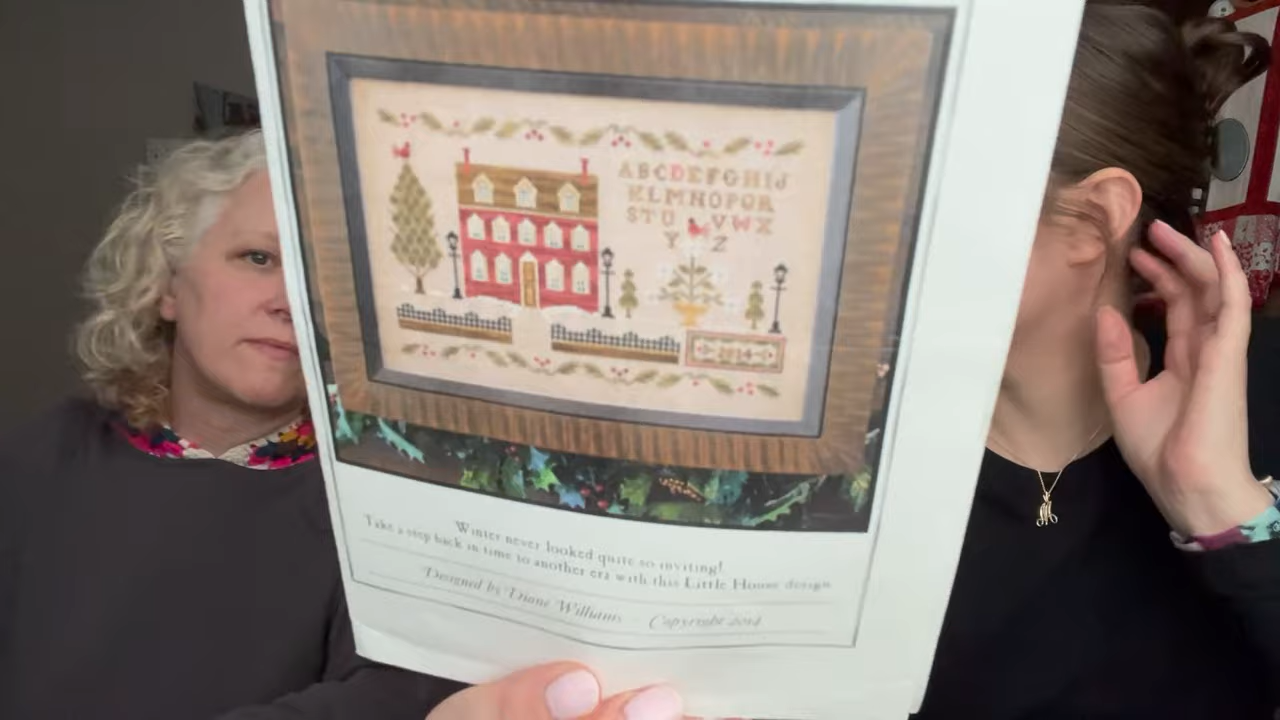 ABCDEFGHIJ
KLMNOPQR
STU VWX
Y Z
Winter never looked quite so inviting!
Take a step back in time to another era with this Little House design
Designed by Diane Williams Copyright 2014